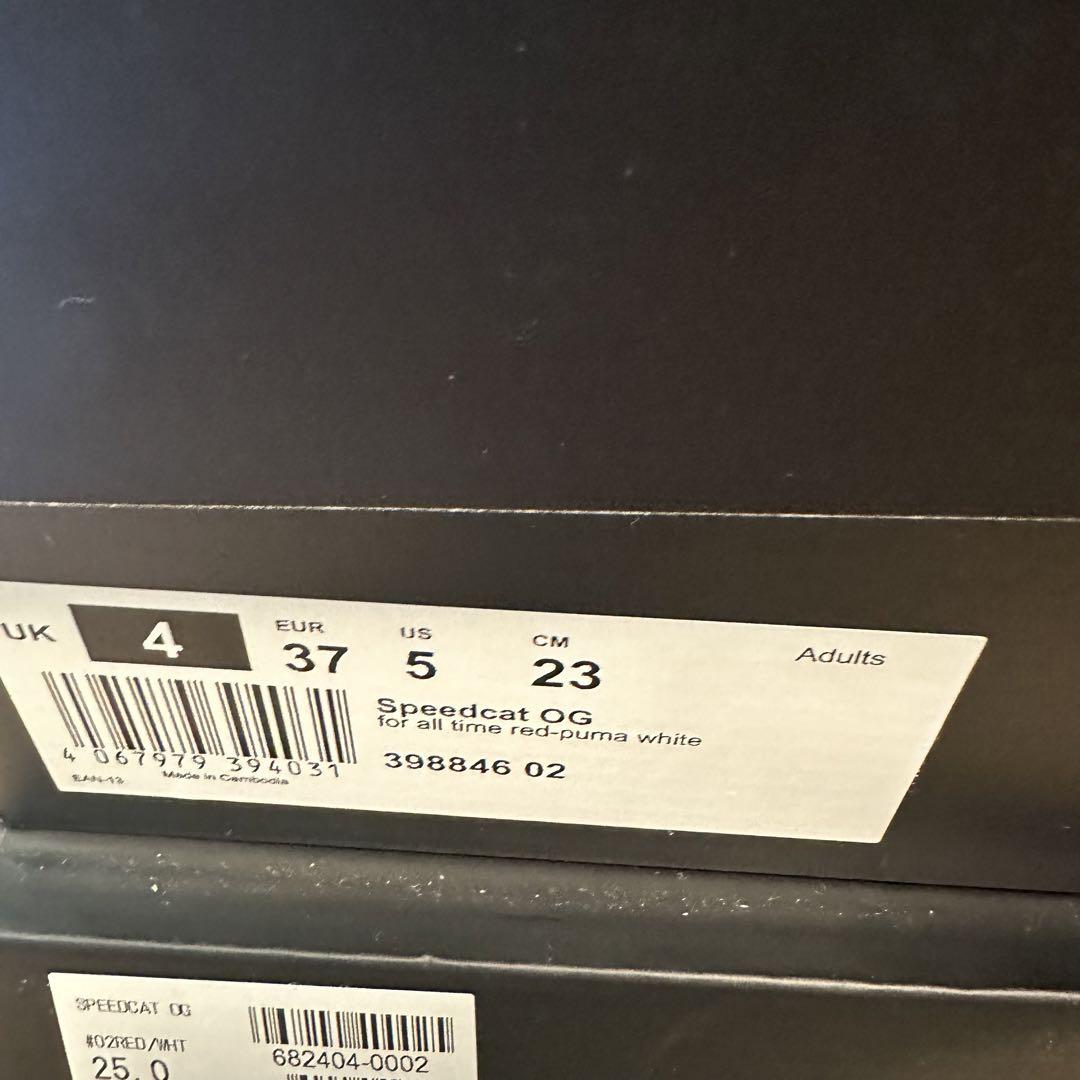 UK 4 EUR 37 US 5 CM 23 Adults
Speedcat OG
for all time red-puma white
398846 02
4 067979 394031
EAN-13 Made in Cambodia
SPEEDCAT OG
#02RED/WHT
25.0
682404-0002